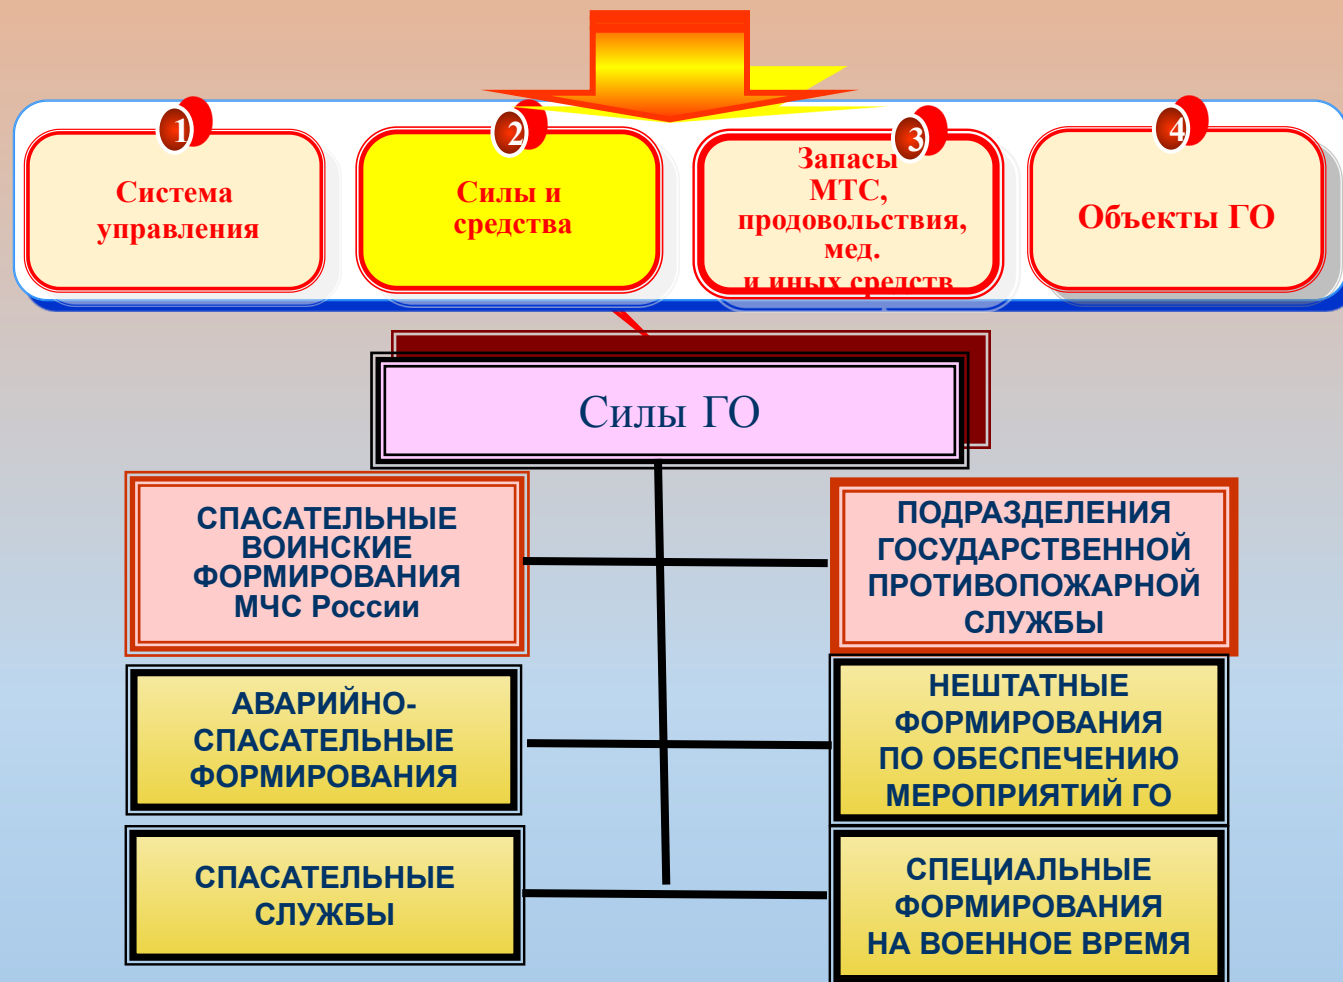 1
Система
управления
2
Силы и
средства
3
Запасы
МТС,
продовольствия,
мед.
и иных средств
4
Объекты ГО
Силы ГО
СПАСАТЕЛЬНЫЕ
ВОИНСКИЕ
ФОРМИРОВАНИЯ
МЧС России
ПОДРАЗДЕЛЕНИЯ
ГОСУДАРСТВЕННОЙ
ПРОТИВОПОЖАРНОЙ
СЛУЖБЫ
АВАРИЙНО-
СПАСАТЕЛЬНЫЕ
ФОРМИРОВАНИЯ
НЕШТАТНЫЕ
ФОРМИРОВАНИЯ
ПО ОБЕСПЕЧЕНИЮ
МЕРОПРИЯТИЙ ГО
СПАСАТЕЛЬНЫЕ
СЛУЖБЫ
СПЕЦИАЛЬНЫЕ
ФОРМИРОВАНИЯ
НА ВОЕННОЕ ВРЕМЯ